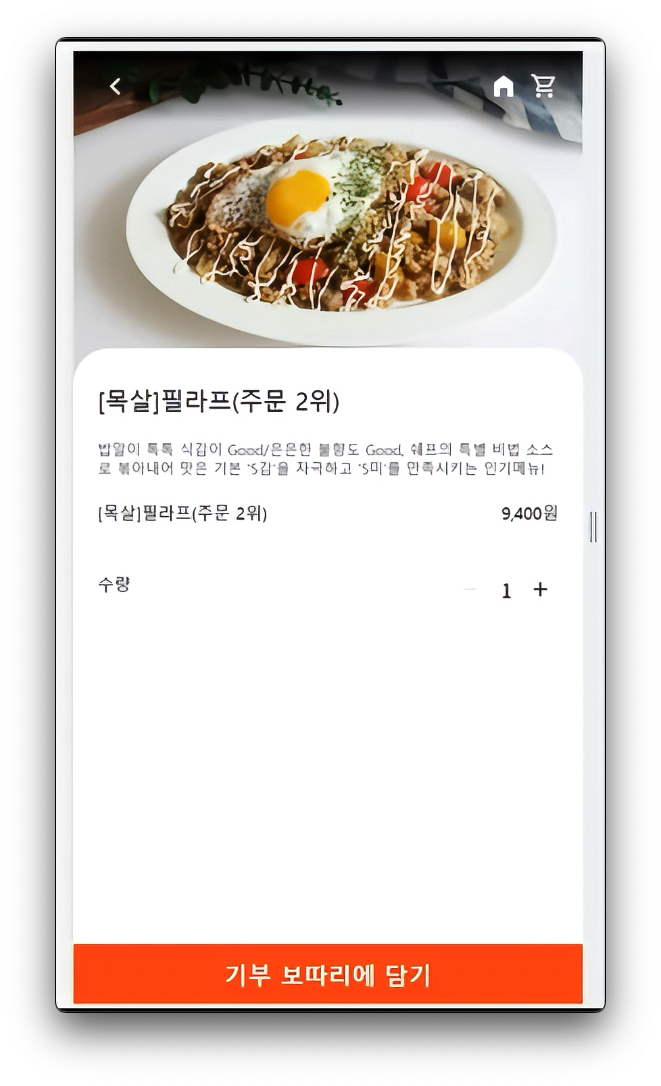 [목살]필라프(주문 2위)
밥알이 톡톡 식감이 Good/은은한 불향도 Good, 쉐프의 특별 비법 소스
로 볶아내어 맛은 기본 '5감'을 자극하고 '5미'를 만족시키는 인기메뉴!
[목살]필라프(주문 2위) 9,400원
수량 1
기부 보따리에 담기